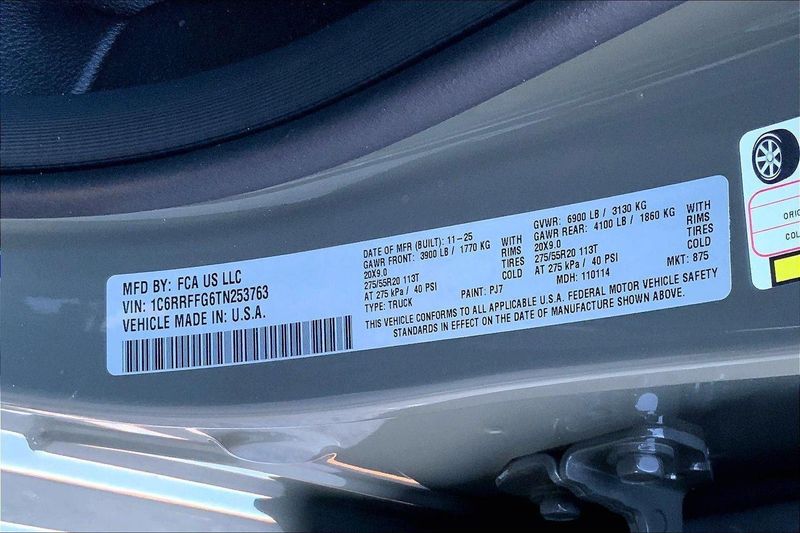 MFD BY: FCA US LLC
VIN: 1C6RRFFG6TN253763
VEHICLE MADE IN: U.S.A.
DATE OF MFR (BUILT): 11-25
GAWR FRONT: 3900 LB / 1770 KG WITH
20X9.0 RIMS
275/55R20 113T TIRES
AT 275 kPa / 40 PSI COLD
TYPE: TRUCK PAINT: PJ7
GVWR: 6900 LB / 3130 KG
GAWR REAR: 4100 LB / 1860 KG WITH
20X9.0 RIMS
275/55R20 113T TIRES
AT 275 kPa / 40 PSI COLD
MDH: 110114 MKT: 875
THIS VEHICLE CONFORMS TO ALL APPLICABLE U.S.A. FEDERAL MOTOR VEHICLE SAFETY
STANDARDS IN EFFECT ON THE DATE OF MANUFACTURE SHOWN ABOVE.